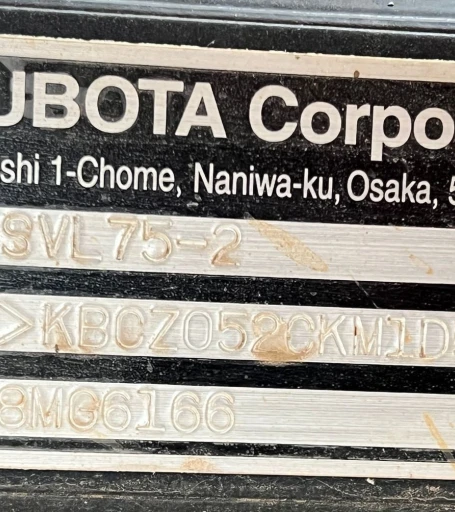 UBOTA Corpo
shi 1-Chome, Naniwa-ku, Osaka, 5
SVL75-2
>KBCZ052CKM1D
8MG6166